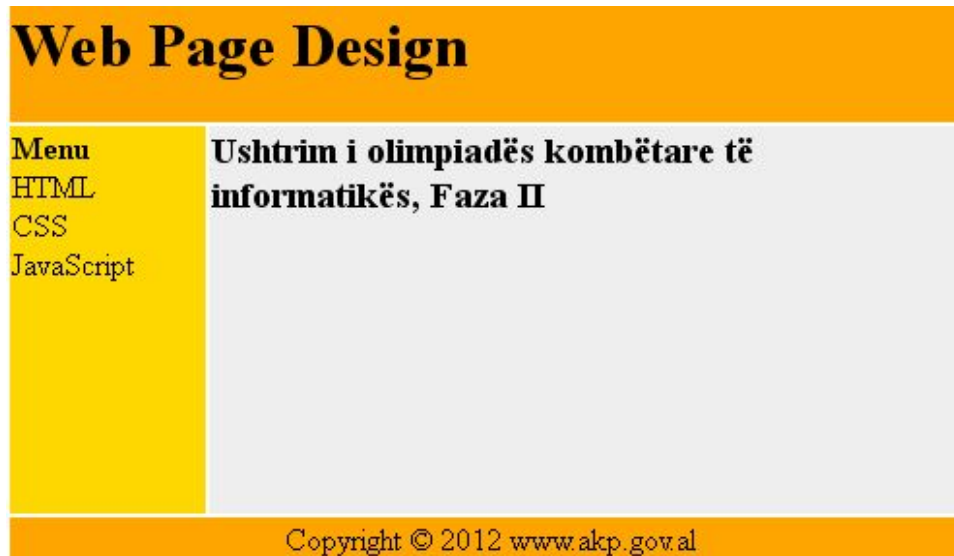 Web Page Design
Menu
HTML
CSS
JavaScript
Ushtrim i olimpiadës kombëtare të
informatikës, Faza II
Copyright © 2012 www.akp.gov.al